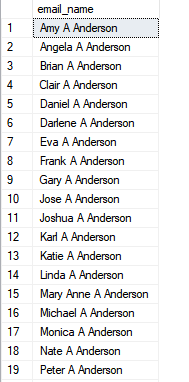 email_name
1 Amy A Anderson
2 Angela A Anderson
3 Brian A Anderson
4 Clair A Anderson
5 Daniel A Anderson
6 Darlene A Anderson
7 Eva A Anderson
8 Frank A Anderson
9 Gary A Anderson
10 Jose A Anderson
11 Joshua A Anderson
12 Karl A Anderson
13 Katie A Anderson
14 Linda A Anderson
15 Mary Anne A Anderson
16 Michael A Anderson
17 Monica A Anderson
18 Nate A Anderson
19 Peter A Anderson